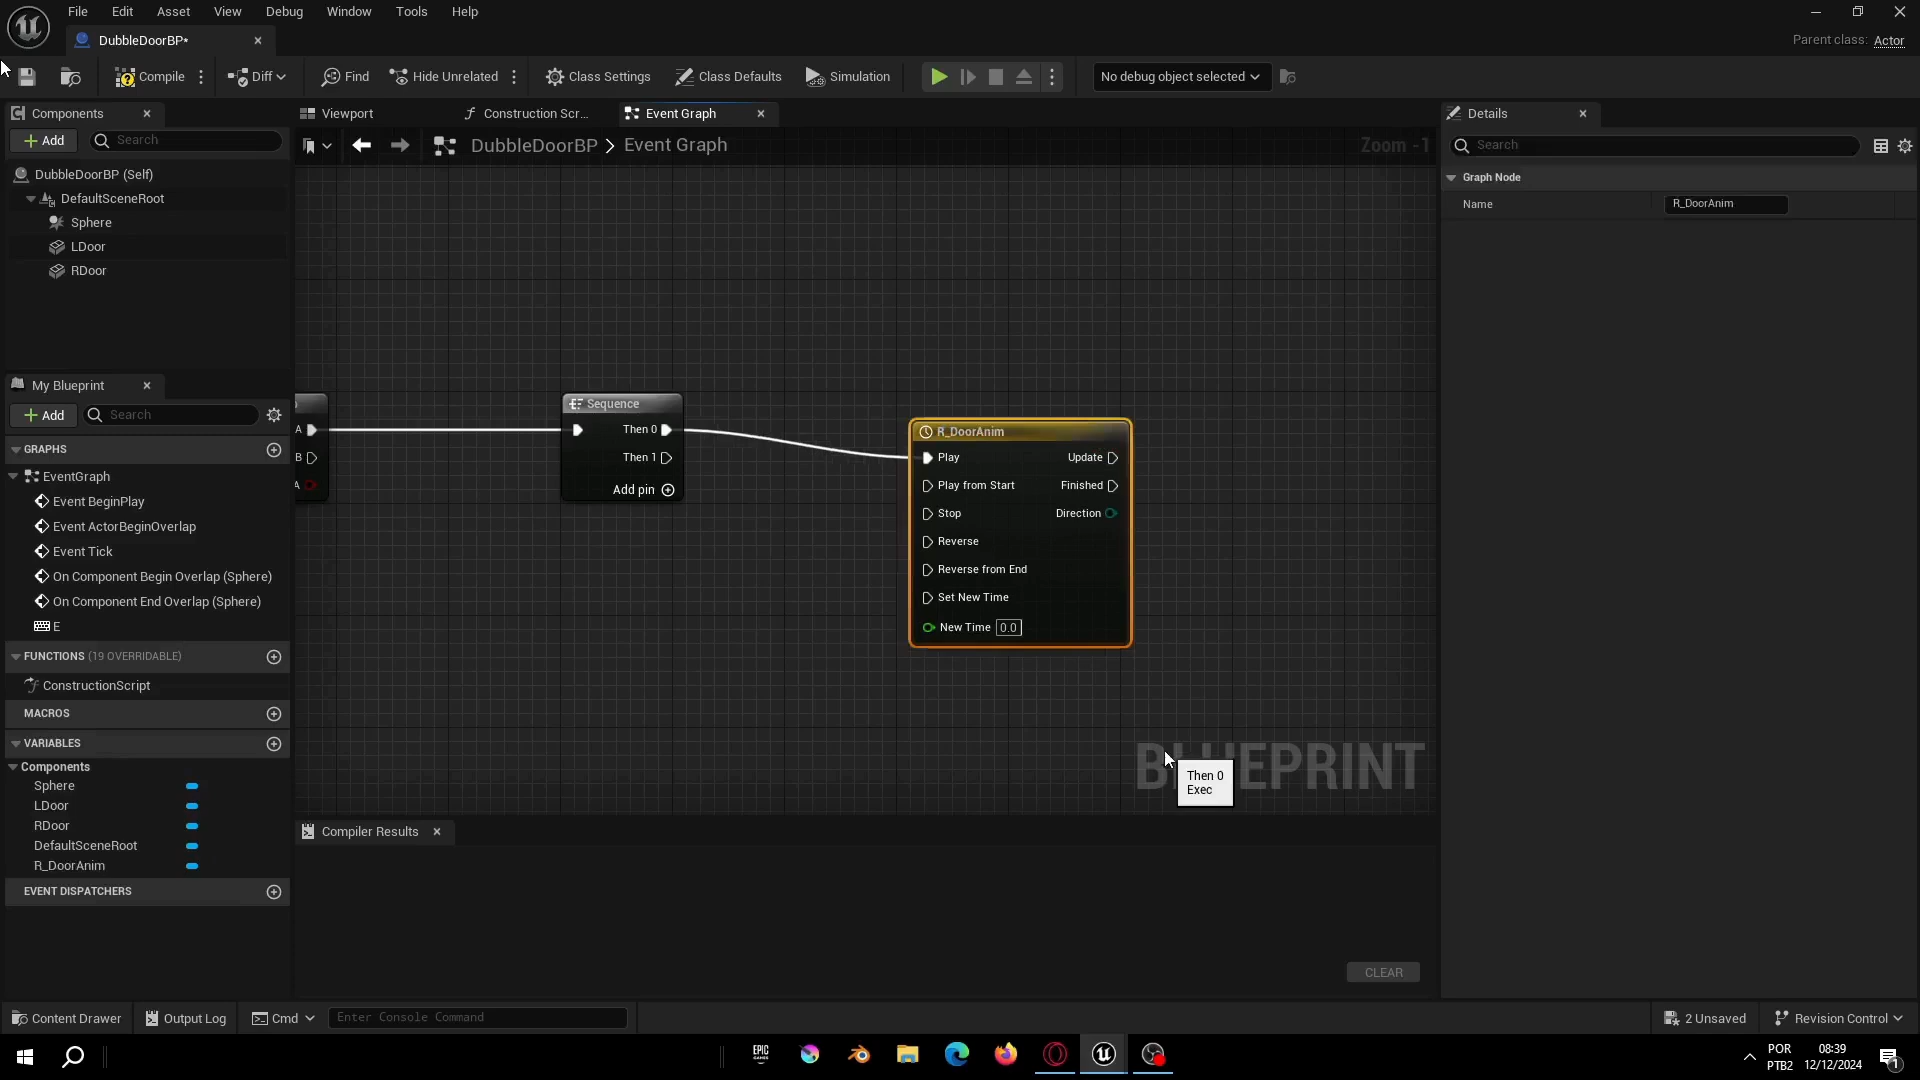 File Edit Asset View Debug Window Tools Help
DubbleDoorBP*
Parent class: Actor
Compile Diff Find Hide Unrelated Class Settings Class Defaults Simulation No debug object selected
Components
Viewport Construction Scr... Event Graph
Details
Add Search
DubbleDoorBP > Event Graph
Zoom -1
Search
DubbleDoorBP (Self)
Graph Node
DefaultSceneRoot
Name R_DoorAnim
Sphere
LDoor
RDoor
My Blueprint
Add Search
GRAPHS
EventGraph
Event BeginPlay
Event ActorBeginOverlap
Event Tick
On Component Begin Overlap (Sphere)
On Component End Overlap (Sphere)
E
FUNCTIONS (19 OVERRIDABLE)
ConstructionScript
MACROS
VARIABLES
Components
Sphere
LDoor
RDoor
DefaultSceneRoot
R_DoorAnim
EVENT DISPATCHERS
A
B
A
Sequence
Then 0
Then 1
Add pin
R_DoorAnim
Play Update
Play from Start Finished
Stop Direction
Reverse
Reverse from End
Set New Time
New Time 0.0
BLUEPRINT
Then 0
Exec
Compiler Results
CLEAR
Content Drawer Output Log Cmd Enter Console Command 2 Unsaved Revision Control
EPIC
GAMES
POR
PTB2
08:39
12/12/2024
1